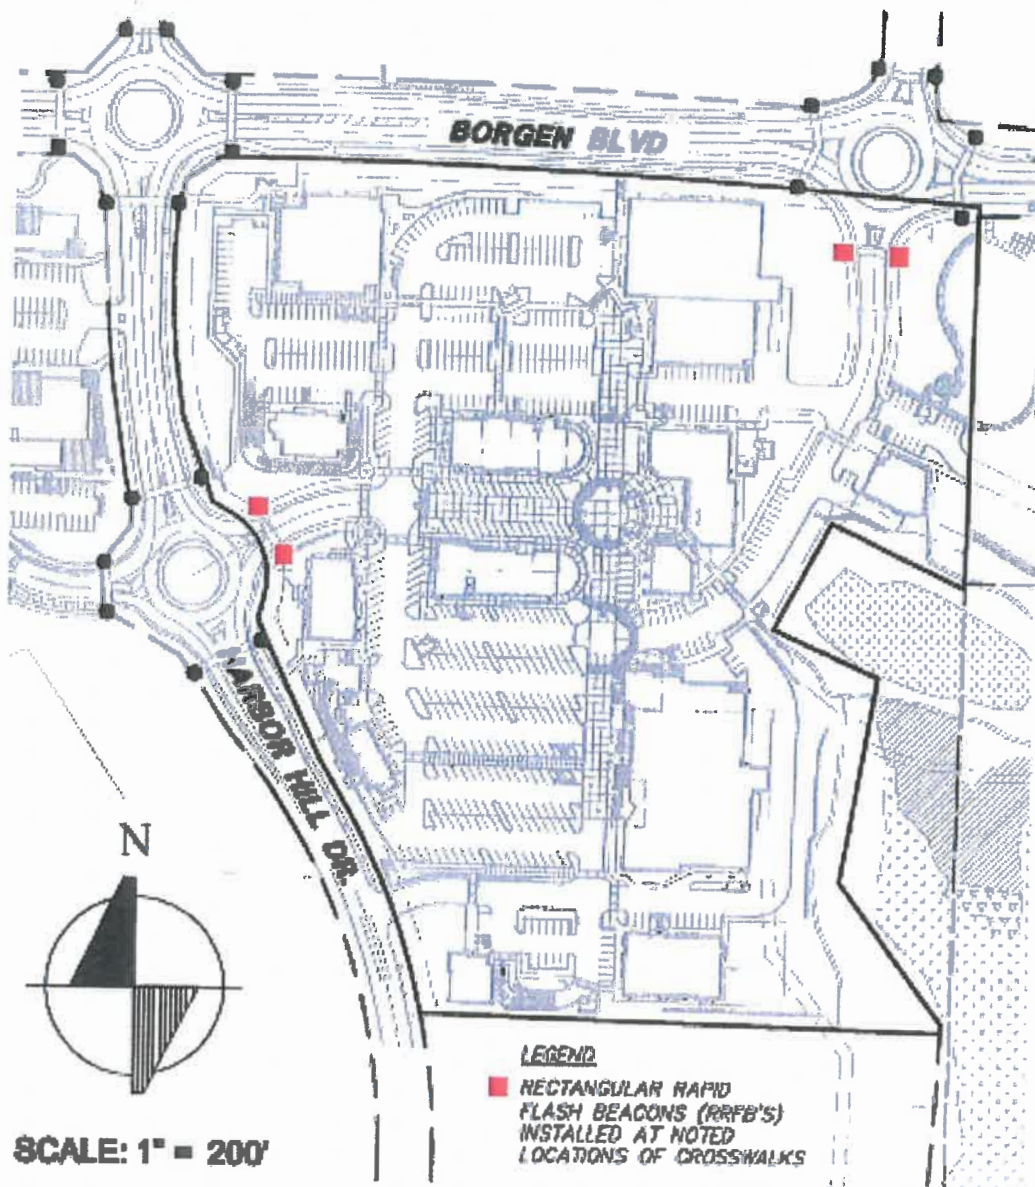 BORGEN BLVD
HARBOR HILL DR.
N
SCALE: 1" = 200'
LEGEND
RECTANGULAR RAPID
FLASH BEACONS (RRFB'S)
INSTALLED AT NOTED
LOCATIONS OF CROSSWALKS